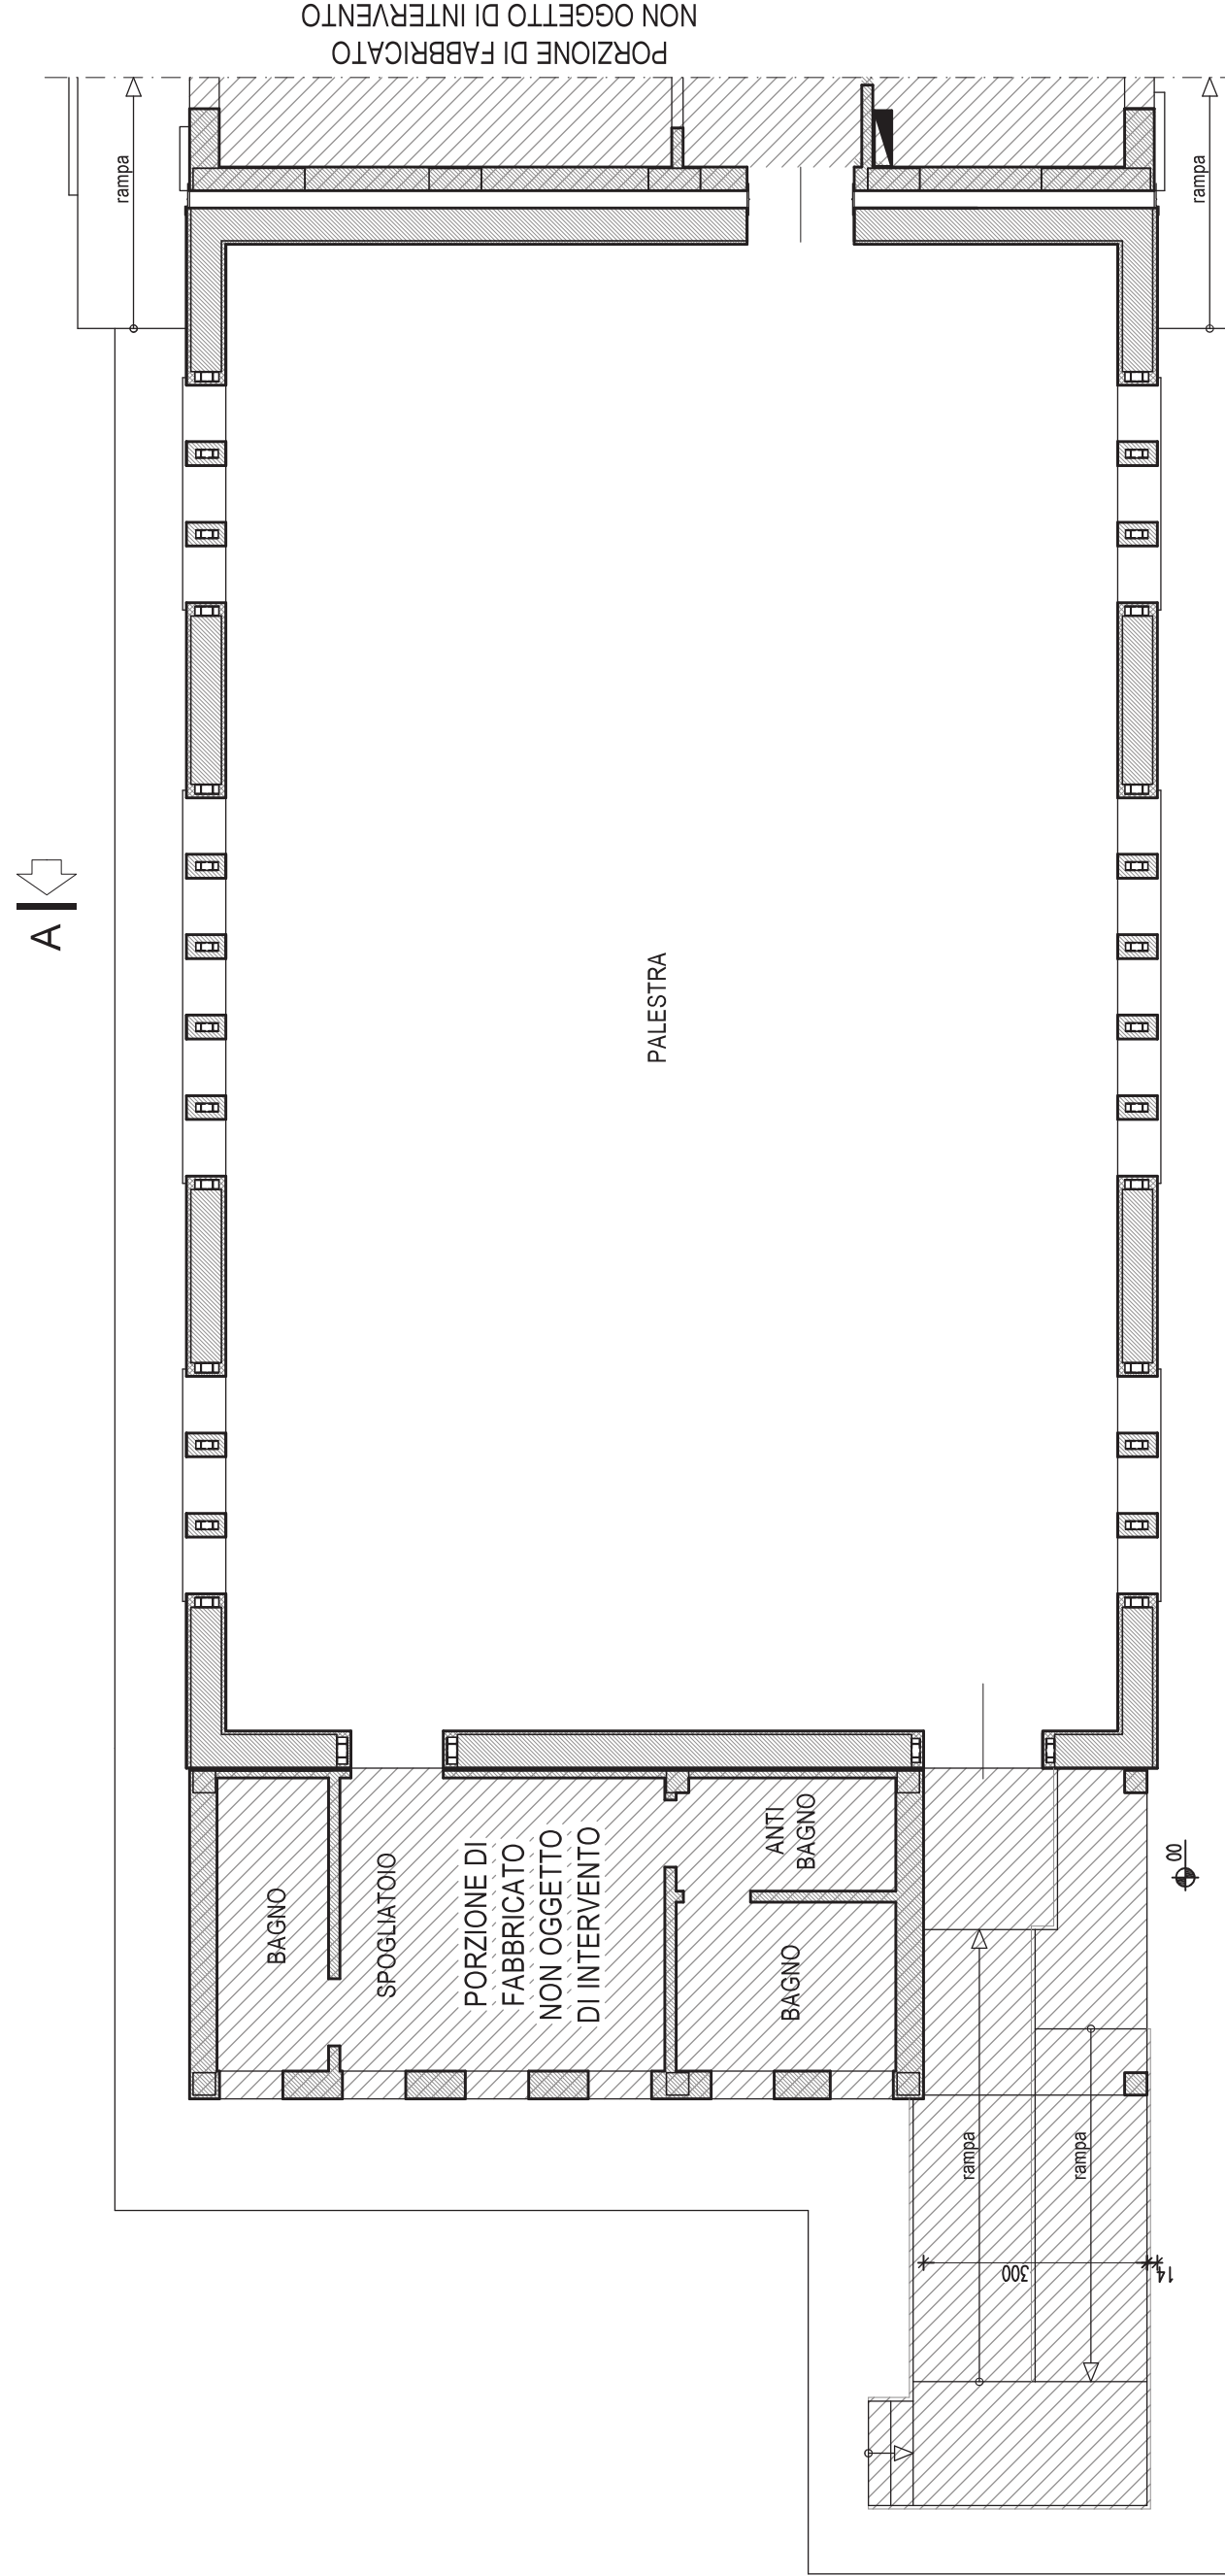 PORZIONE DI FABBRICATO
NON OGGETTO DI INTERVENTO
rampa
rampa
A
PALESTRA
BAGNO
SPOGLIATOIO
PORZIONE DI
FABBRICATO
NON OGGETTO
DI INTERVENTO
ANTI
BAGNO
BAGNO
00
rampa
rampa
300
14